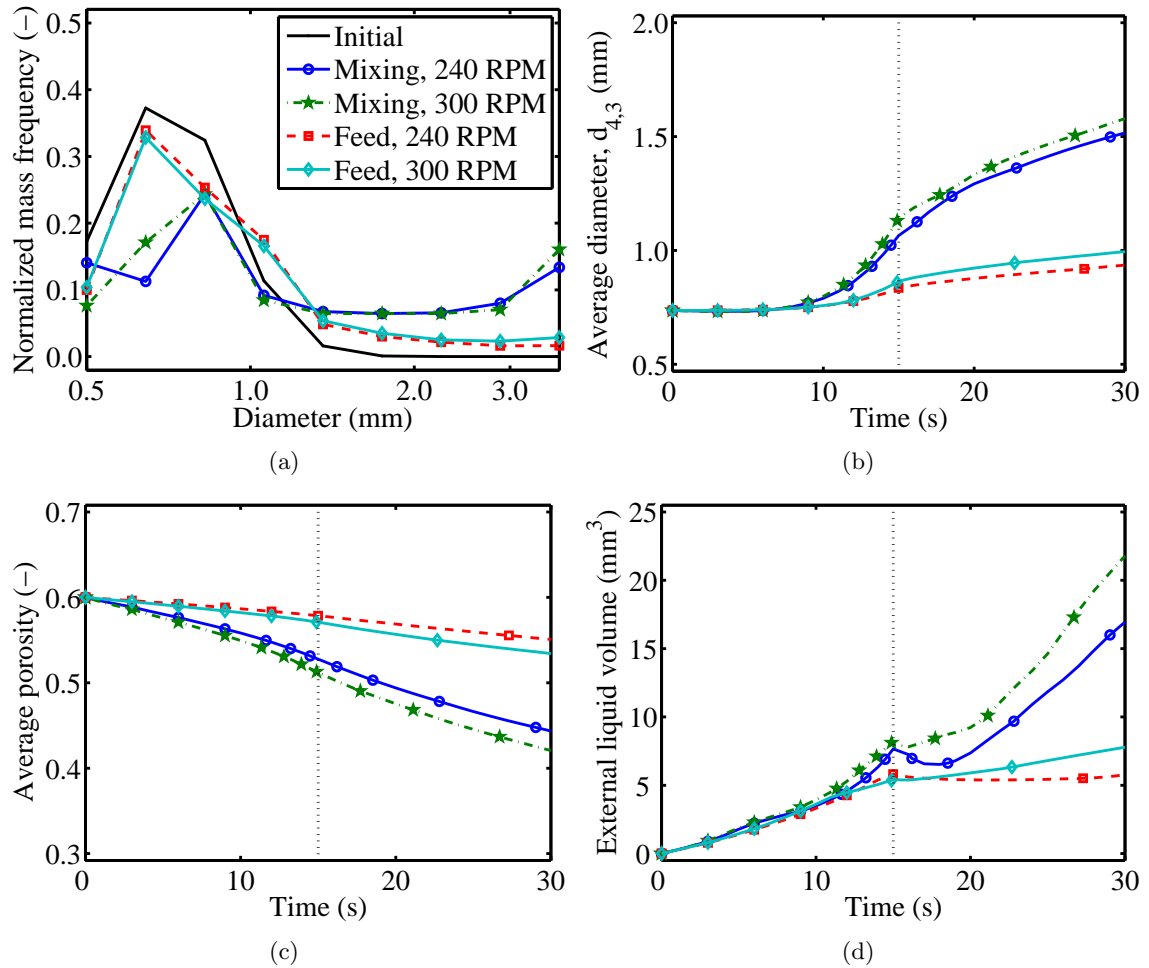 Normalized mass frequency (−)
0.5
0.4
0.3
0.2
0.1
0.0
Initial
Mixing, 240 RPM
Mixing, 300 RPM
Feed, 240 RPM
Feed, 300 RPM
0.5 1.0 2.0 3.0
Diameter (mm)
(a)
Average diameter, d4,3 (mm)
2.0
1.5
1.0
0.5
0 10 20 30
Time (s)
(b)
Average porosity (−)
0.7
0.6
0.5
0.4
0.3
0 10 20 30
Time (s)
(c)
External liquid volume (mm3)
25
20
15
10
5
0
0 10 20 30
Time (s)
(d)